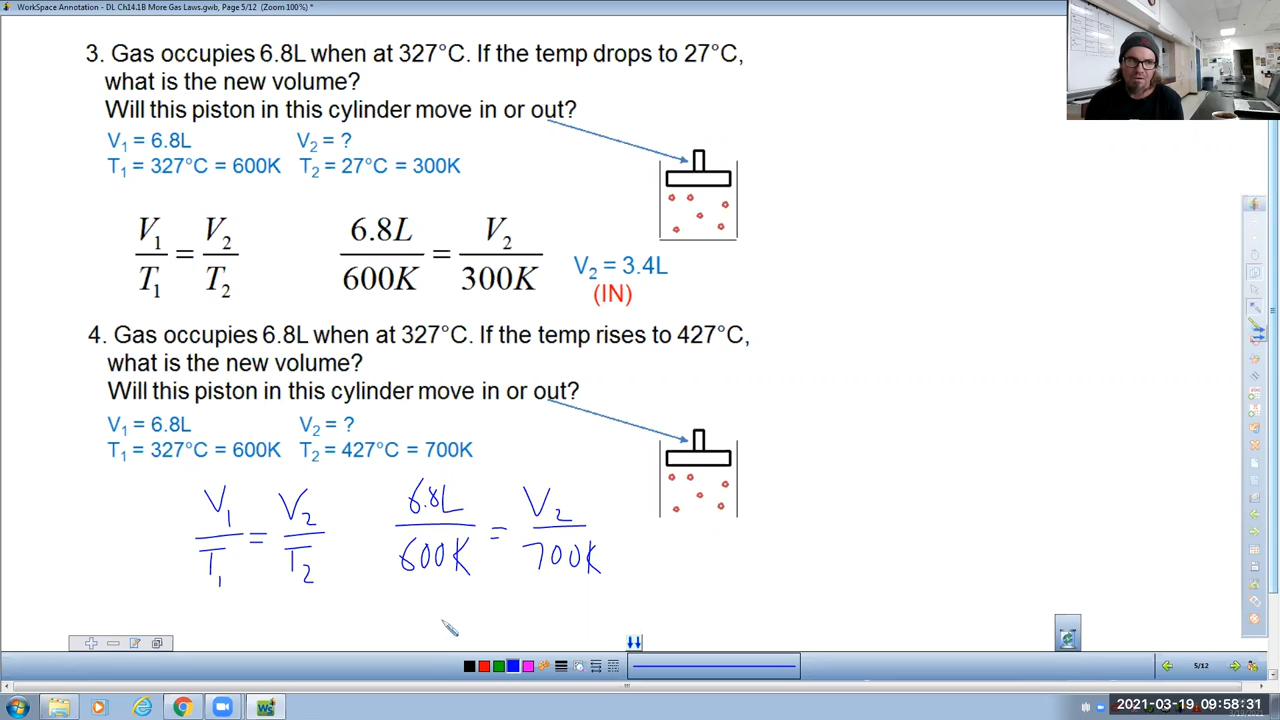 WorkSpace Annotation - DL Ch14.1B More Gas Laws.gwb, Page 5/12 (Zoom 100%) *
3. Gas occupies 6.8L when at 327°C. If the temp drops to 27°C,
what is the new volume?
Will this piston in this cylinder move in or out?
V₁ = 6.8L V₂ = ?
T₁ = 327°C = 600K T₂ = 27°C = 300K
V₁/T₁ = V₂/T₂ 6.8L/600K = V₂/300K
V₂ = 3.4L
(IN)
4. Gas occupies 6.8L when at 327°C. If the temp rises to 427°C,
what is the new volume?
Will this piston in this cylinder move in or out?
V₁ = 6.8L V₂ = ?
T₁ = 327°C = 600K T₂ = 427°C = 700K
V₁/T₁ = V₂/T₂ 6.8L/600K = V₂/700K
5/12
2021-03-19, 09:58:31